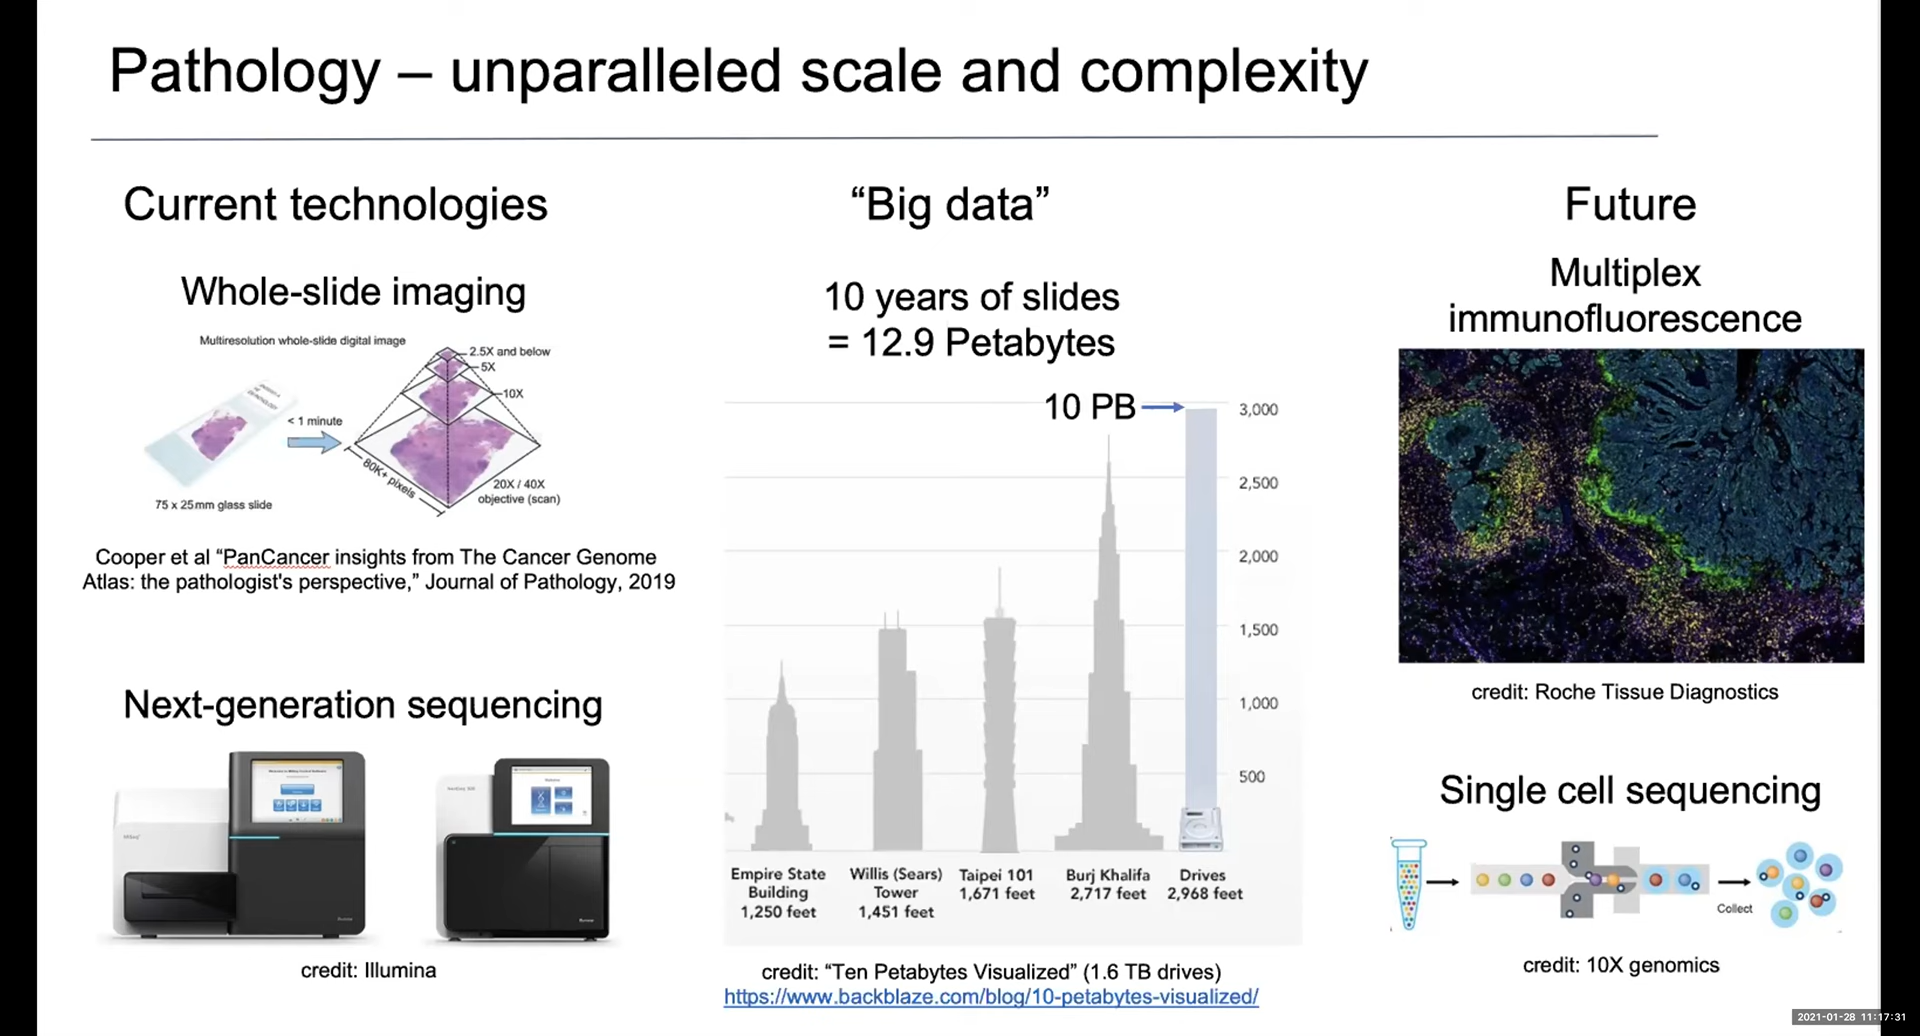 Pathology – unparalleled scale and complexity
Current technologies
Whole-slide imaging
Multiresolution whole-slide digital image
2.5X and below
5X
10X
< 1 minute
80K+ pixels
20X / 40X
objective (scan)
75 x 25mm glass slide
Cooper et al “PanCancer insights from The Cancer Genome
Atlas: the pathologist's perspective,” Journal of Pathology, 2019
Next-generation sequencing
credit: Illumina
“Big data”
10 years of slides
= 12.9 Petabytes
10 PB
3,000
2,500
2,000
1,500
1,000
500
Empire State
Building
1,250 feet
Willis (Sears)
Tower
1,451 feet
Taipei 101
1,671 feet
Burj Khalifa
2,717 feet
Drives
2,968 feet
credit: “Ten Petabytes Visualized” (1.6 TB drives)
https://www.backblaze.com/blog/10-petabytes-visualized/
Future
Multiplex
immunofluorescence
credit: Roche Tissue Diagnostics
Single cell sequencing
Collect
credit: 10X genomics
2021-01-28 11:17:31